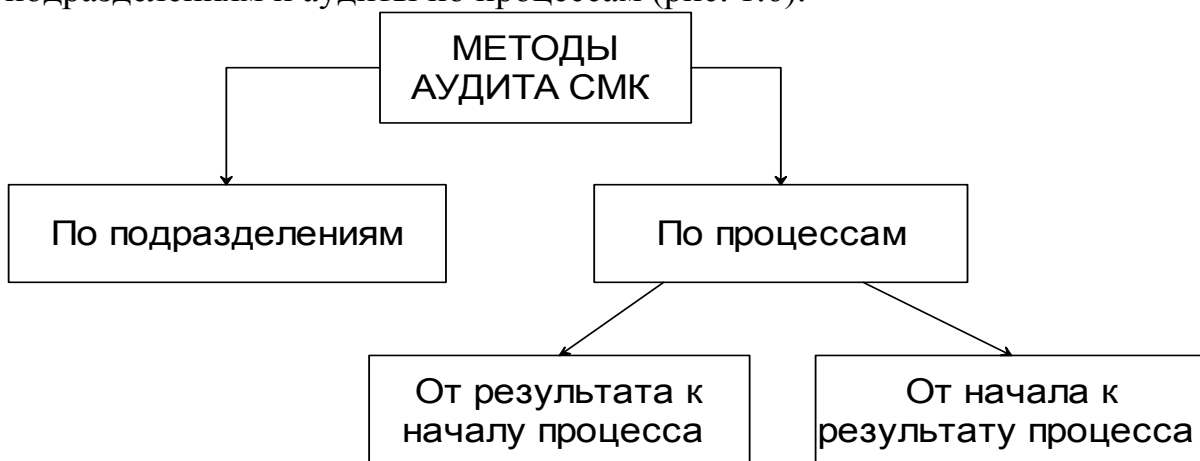 подразделениям и аудиты по процессам (рис. 1.6).
МЕТОДЫ
АУДИТА СМК
По подразделениям
По процессам
От результата к
началу процесса
От начала к
результату процесса